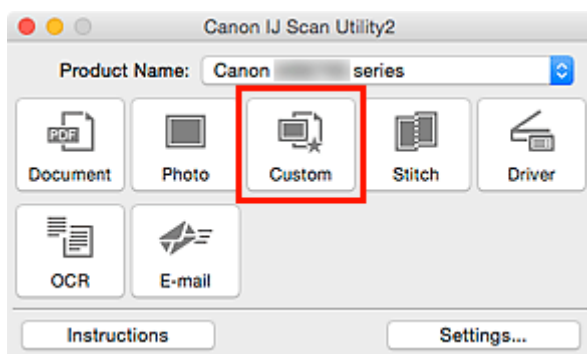 Canon IJ Scan Utility2
Product Name: Canon series
PDF
Document Photo Custom Stitch Driver
OCR E-mail
Instructions Settings...